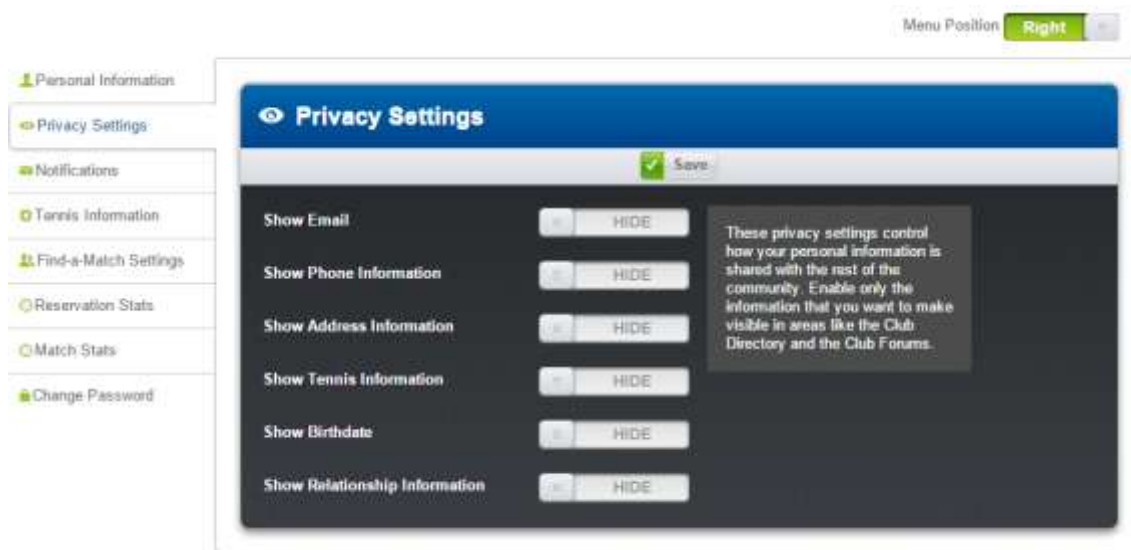 Menu Position Right
Personal Information
Privacy Settings
Notifications
Tennis Information
Find-a-Match Settings
Reservation Stats
Match Stats
Change Password
Privacy Settings
Save
Show Email HIDE
Show Phone Information HIDE
Show Address Information HIDE
Show Tennis Information HIDE
Show Birthdate HIDE
Show Relationship Information HIDE
These privacy settings control
how your personal information is
shared with the rest of the
community. Enable only the
information that you want to make
visible in areas like the Club
Directory and the Club Forums.